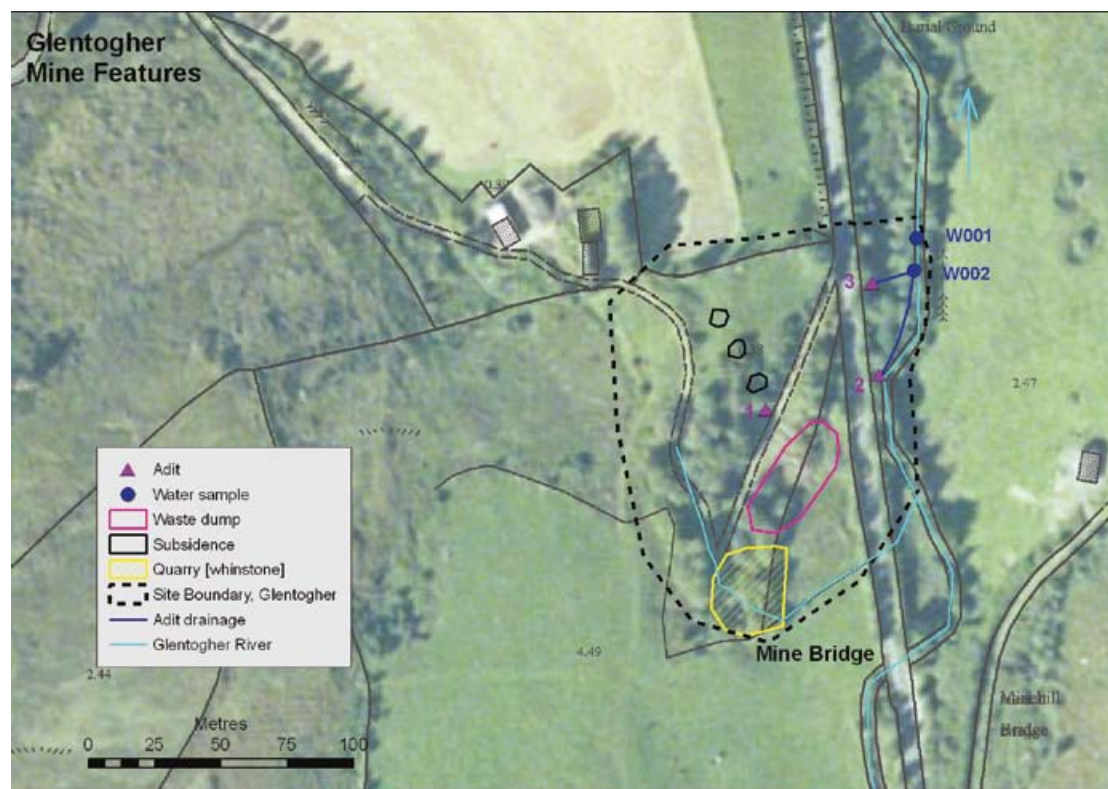 Glentogher
Mine Features
Burial Ground
W001
W002
3
2
1
2.47
Adit
Water sample
Waste dump
Subsidence
Quarry [whinstone]
Site Boundary, Glentogher
Adit drainage
Glentogher River
Mine Bridge
4.49
2.44
Minehill
Bridge
Metres
0 25 50 75 100